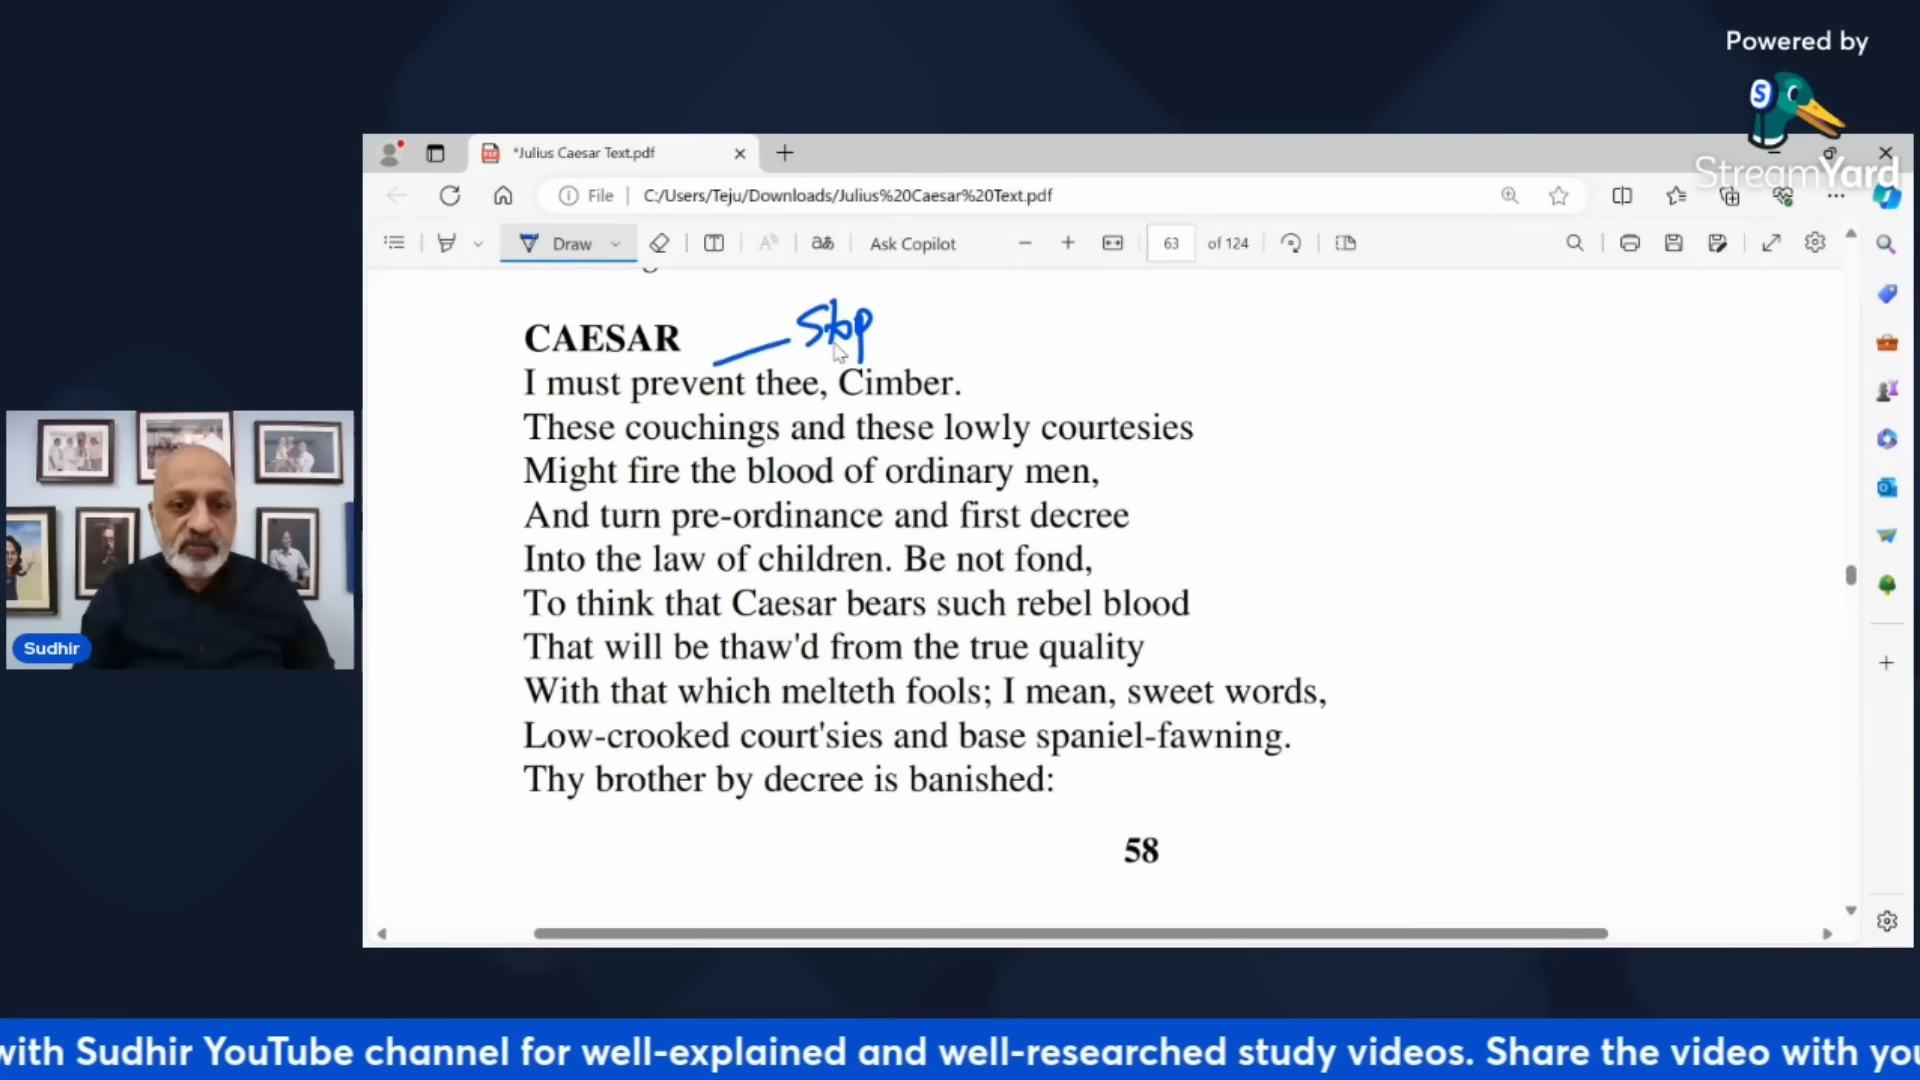 Powered by
StreamYard
*Julius Caesar Text.pdf
File
C:/Users/Teju/Downloads/Julius%20Caesar%20Text.pdf
Draw
aあ
Ask Copilot
63 of 124
Stop
CAESAR
I must prevent thee, Cimber.
These couchings and these lowly courtesies
Might fire the blood of ordinary men,
And turn pre-ordinance and first decree
Into the law of children. Be not fond,
To think that Caesar bears such rebel blood
That will be thaw'd from the true quality
With that which melteth fools; I mean, sweet words,
Low-crooked court'sies and base spaniel-fawning.
Thy brother by decree is banished:
58
Sudhir
with Sudhir YouTube channel for well-explained and well-researched study videos. Share the video with you